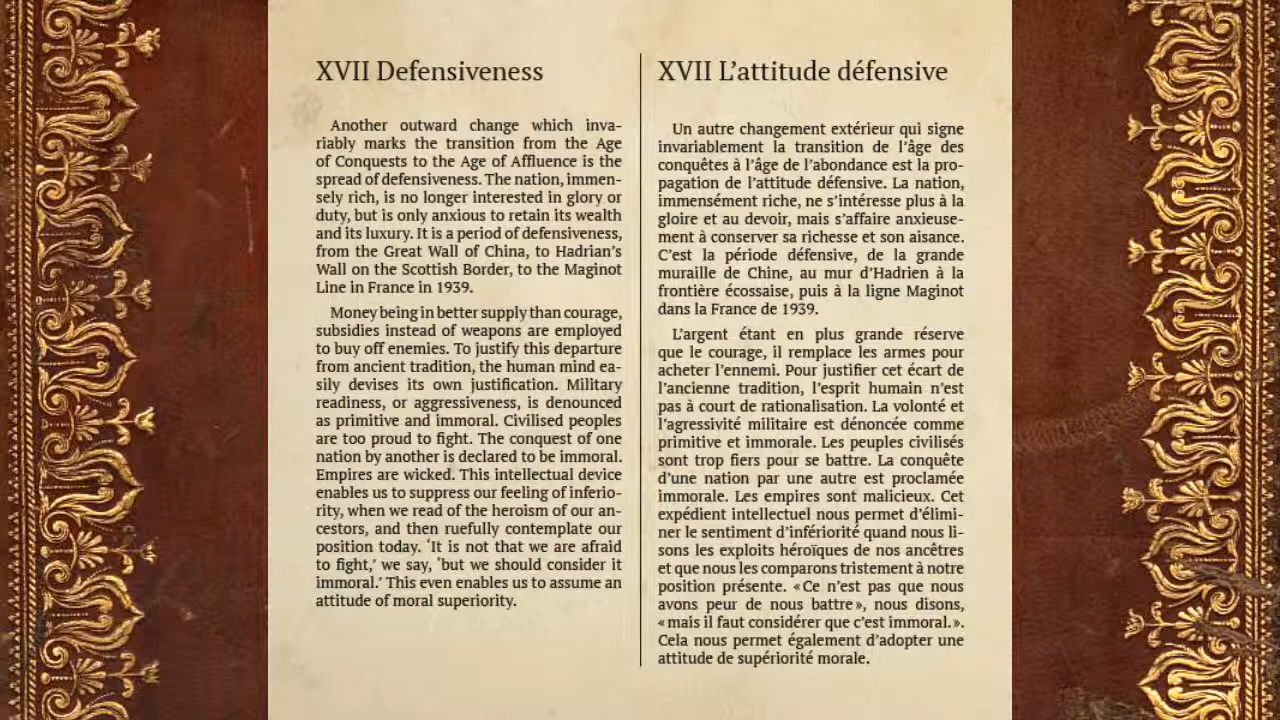 XVII Defensiveness
Another outward change which inva-
riably marks the transition from the Age
of Conquests to the Age of Affluence is the
spread of defensiveness. The nation, immen-
sely rich, is no longer interested in glory or
duty, but is only anxious to retain its wealth
and its luxury. It is a period of defensiveness,
from the Great Wall of China, to Hadrian’s
Wall on the Scottish Border, to the Maginot
Line in France in 1939.
Money being in better supply than courage,
subsidies instead of weapons are employed
to buy off enemies. To justify this departure
from ancient tradition, the human mind ea-
sily devises its own justification. Military
readiness, or aggressiveness, is denounced
as primitive and immoral. Civilised peoples
are too proud to fight. The conquest of one
nation by another is declared to be immoral.
Empires are wicked. This intellectual device
enables us to suppress our feeling of inferio-
rity, when we read of the heroism of our an-
cestors, and then ruefully contemplate our
position today. ‘It is not that we are afraid
to fight,’ we say, ‘but we should consider it
immoral.’ This even enables us to assume an
attitude of moral superiority.
XVII L’attitude défensive
Un autre changement extérieur qui signe
invariablement la transition de l’âge des
conquêtes à l’âge de l’abondance est la pro-
pagation de l’attitude défensive. La nation,
immensément riche, ne s’intéresse plus à la
gloire et au devoir, mais s’affaire anxieuse-
ment à conserver sa richesse et son aisance.
C’est la période défensive, de la grande
muraille de Chine, au mur d’Hadrien à la
frontière écossaise, puis à la ligne Maginot
dans la France de 1939.
L’argent étant en plus grande réserve
que le courage, il remplace les armes pour
acheter l’ennemi. Pour justifier cet écart de
l’ancienne tradition, l’esprit humain n’est
pas à court de rationalisation. La volonté et
l’agressivité militaire est dénoncée comme
primitive et immorale. Les peuples civilisés
sont trop fiers pour se battre. La conquête
d’une nation par une autre est proclamée
immorale. Les empires sont malicieux. Cet
expédient intellectuel nous permet d’élimi-
ner le sentiment d’infériorité quand nous li-
sons les exploits héroïques de nos ancêtres
et que nous les comparons tristement à notre
position présente. «Ce n’est pas que nous
avons peur de nous battre», nous disons,
«mais il faut considérer que c’est immoral.».
Cela nous permet également d’adopter une
attitude de supériorité morale.